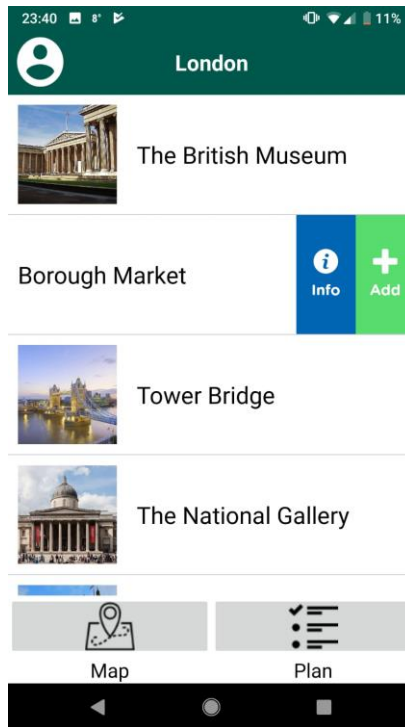 23:40 8° 11%
London
The British Museum
Borough Market
Info
Add
Tower Bridge
The National Gallery
Map
Plan